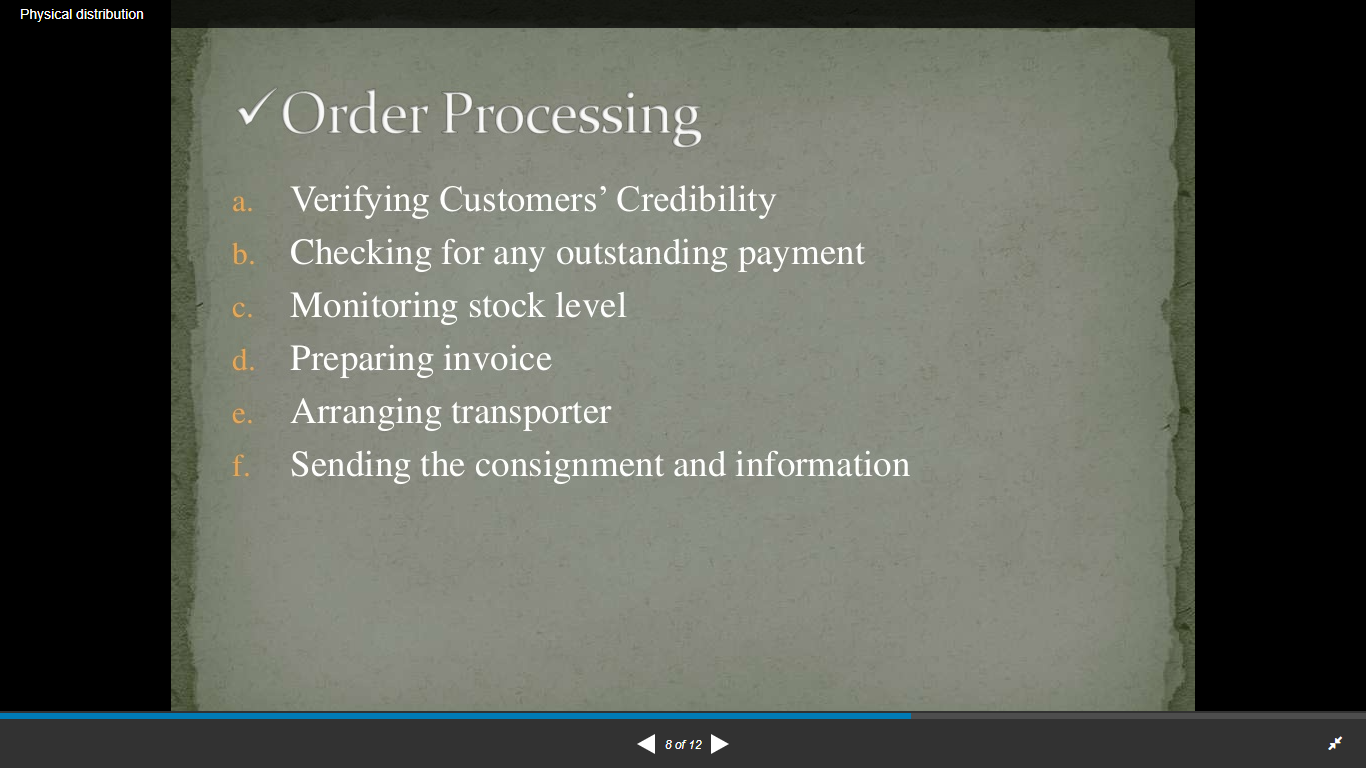 Physical distribution
✓Order Processing
a. Verifying Customers’ Credibility
b. Checking for any outstanding payment
c. Monitoring stock level
d. Preparing invoice
e. Arranging transporter
f. Sending the consignment and information
8 of 12